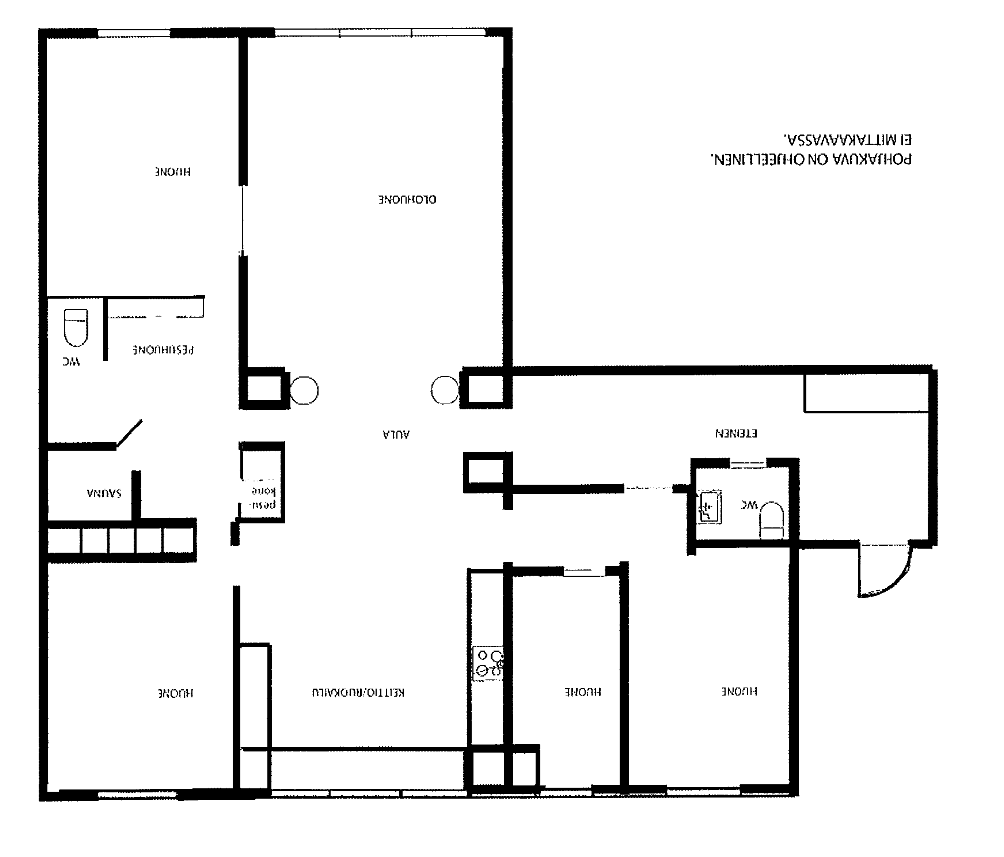 HUONE
HUONE
KEITTIO/RUOKAILU
HUONE
WC
pesu-
kone
SAUNA
ETEINEN
AULA
PESUHUONE
WC
OLOHUONE
HUONE
POHJAKUVA ON OHJEELLINEN.
EI MITTAKAAVASSA.